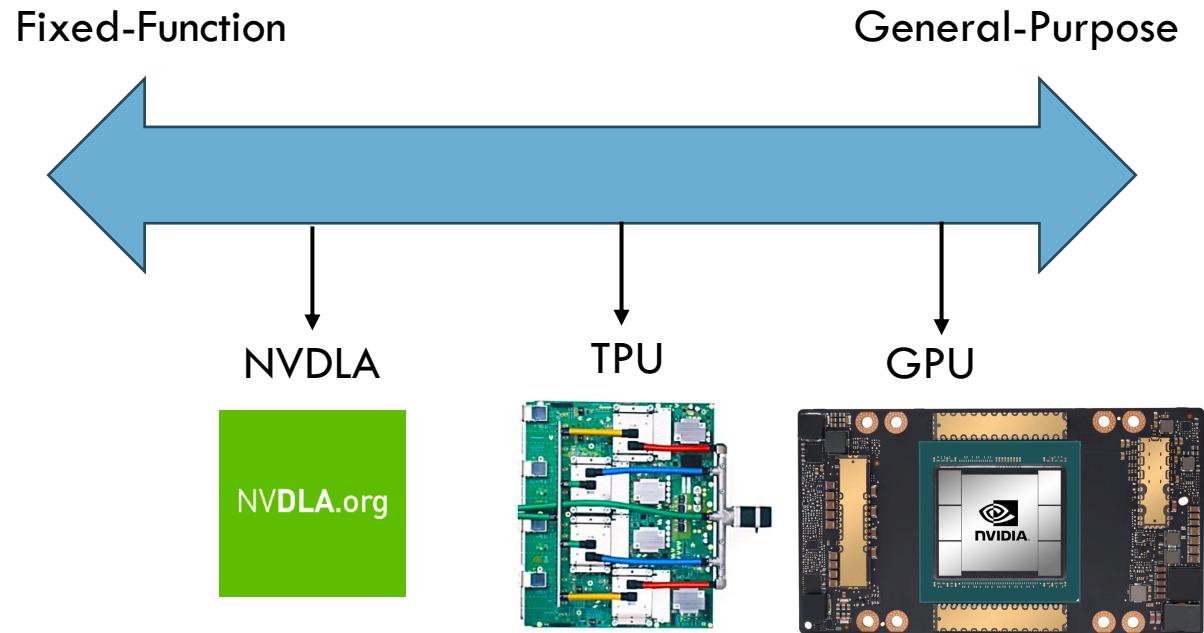 Fixed-Function
General-Purpose
NVDLA
TPU
GPU
NVDLA.org
NVIDIA